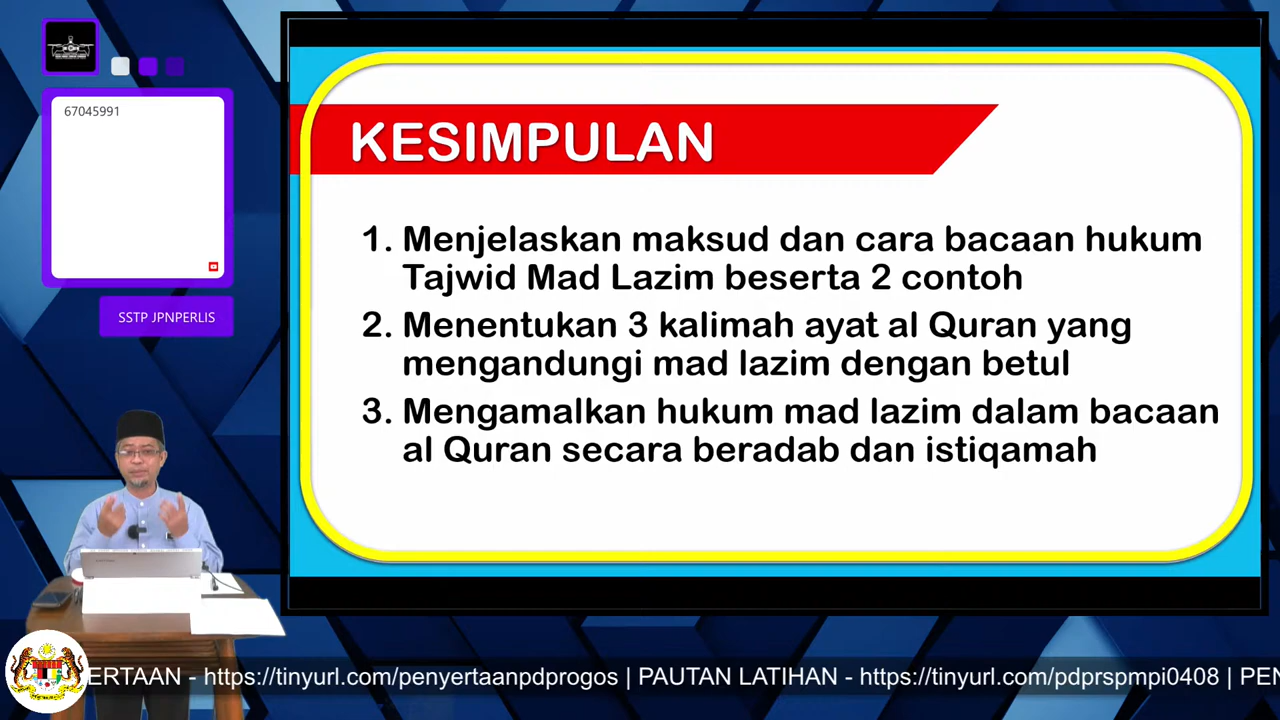 67045991
SSTP JPNPERLIS
KESIMPULAN
1. Menjelaskan maksud dan cara bacaan hukum
Tajwid Mad Lazim beserta 2 contoh
2. Menentukan 3 kalimah ayat al Quran yang
mengandungi mad lazim dengan betul
3. Mengamalkan hukum mad lazim dalam bacaan
al Quran secara beradab dan istiqamah
ERTAAN - https://tinyurl.com/penyertaanpdprogos | PAUTAN LATIHAN - https://tinyurl.com/pdprspmpi0408 | PEN